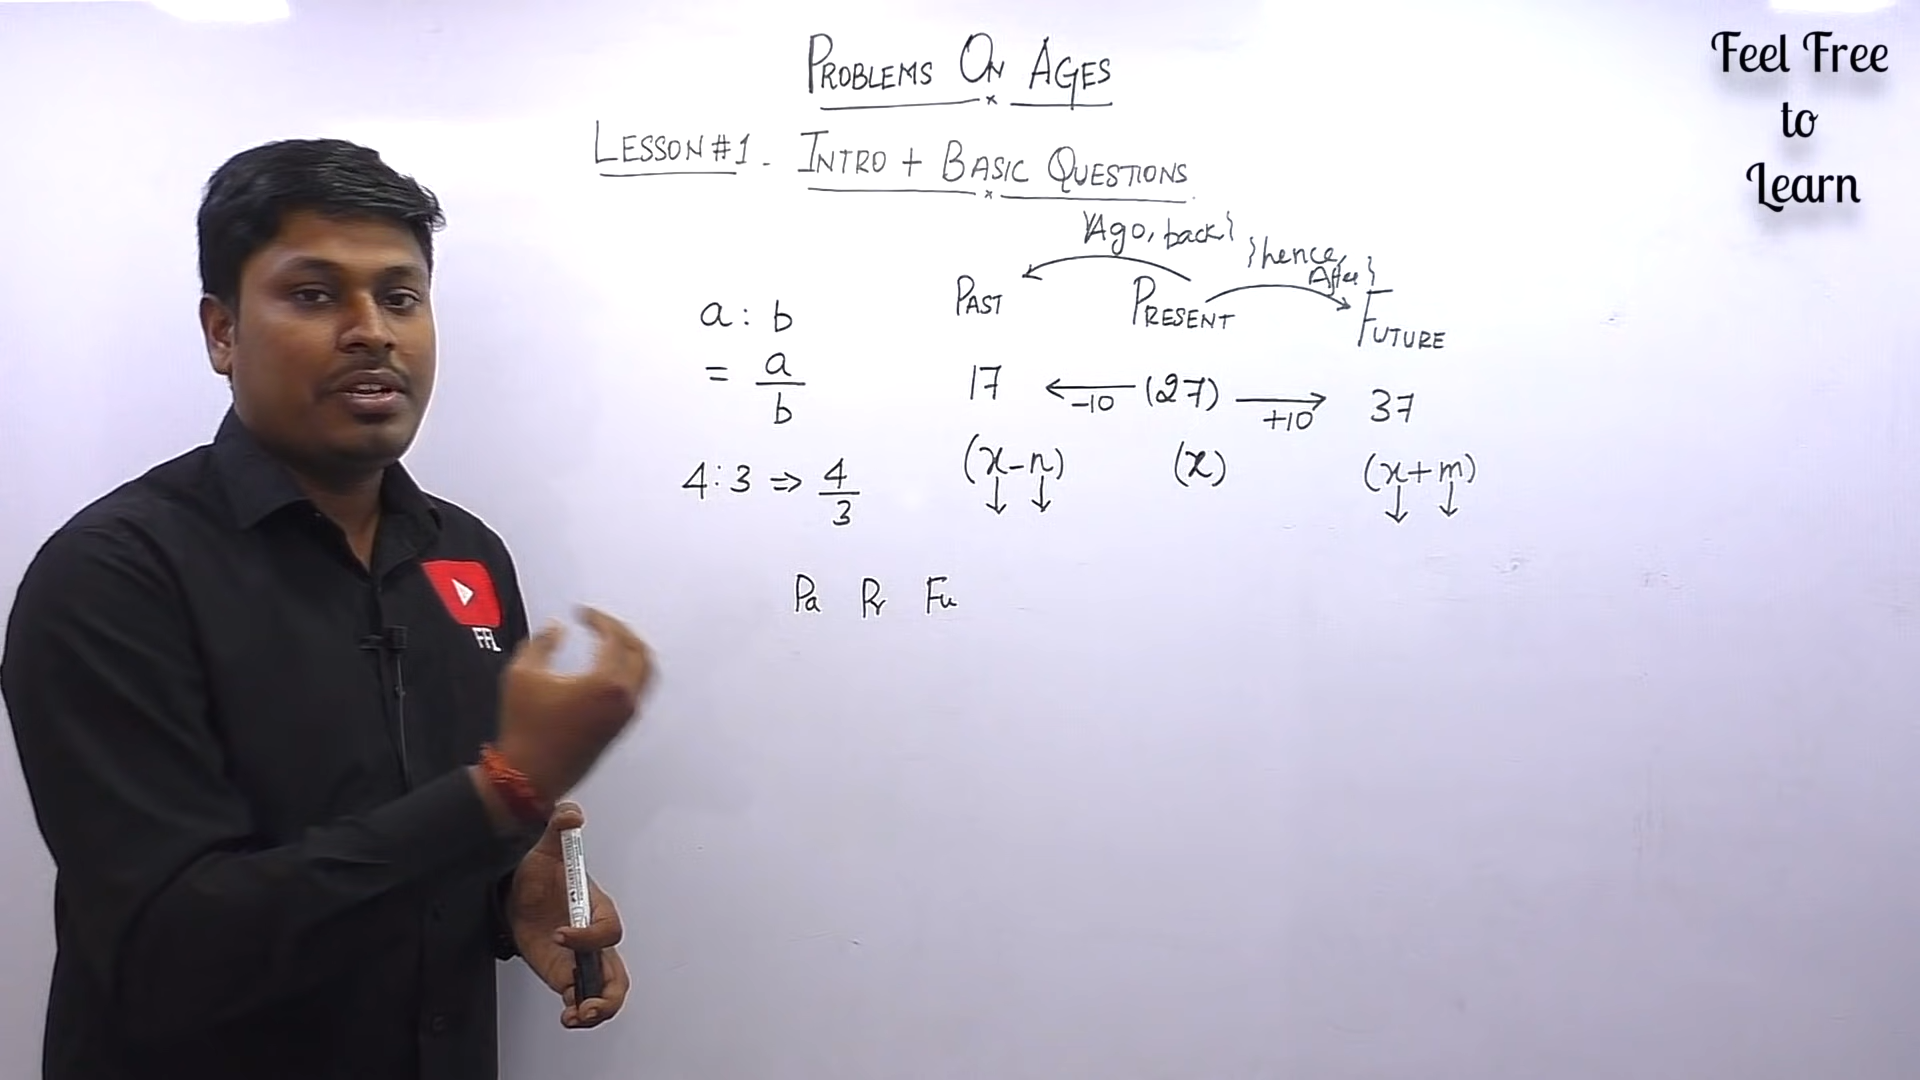 Feel Free
to
Learn
PROBLEMS ON AGES
LESSON #1 - INTRO + BASIC QUESTIONS
{Ago, back}
{hence, After}
PAST PRESENT FUTURE
a : b
= a/b
17 ← -10 (27) → +10 37
(x-n) (x) (x+m)
4:3 ⇒ 4/3
Pa Pr Fu
FFL